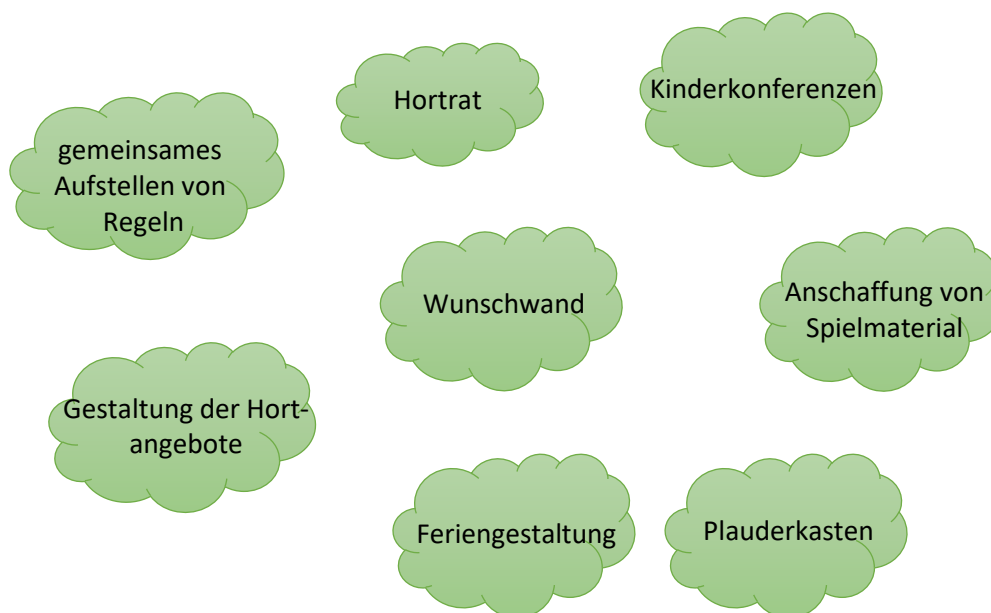 Hortrat
Kinderkonferenzen
gemeinsames
Aufstellen von
Regeln
Wunschwand
Anschaffung von
Spielmaterial
Gestaltung der Hort-
angebote
Feriengestaltung
Plauderkasten